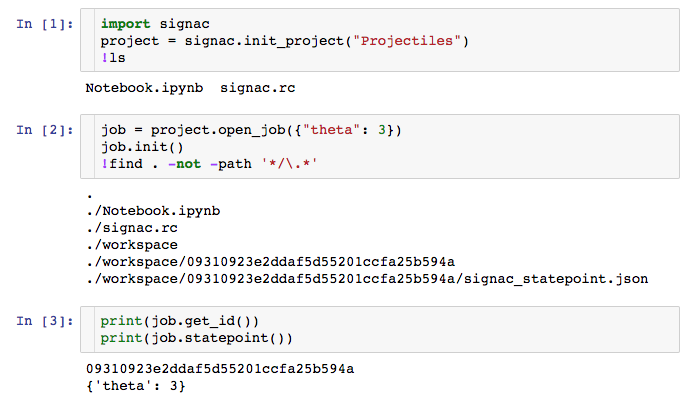 In [1]: import signac
project = signac.init_project("Projectiles")
!ls
Notebook.ipynb  signac.rc
In [2]: job = project.open_job({"theta": 3})
job.init()
!find . -not -path '*/\.*'
.
./Notebook.ipynb
./signac.rc
./workspace
./workspace/09310923e2ddaf5d55201ccfa25b594a
./workspace/09310923e2ddaf5d55201ccfa25b594a/signac_statepoint.json
In [3]: print(job.get_id())
print(job.statepoint())
09310923e2ddaf5d55201ccfa25b594a
{'theta': 3}